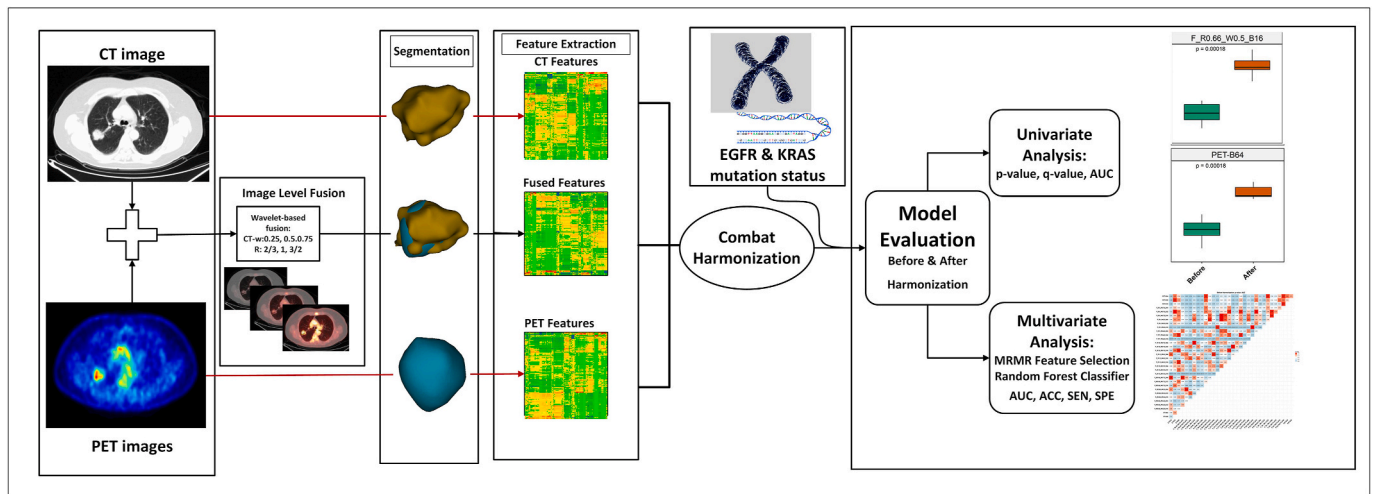 CT image
PET images
Image Level Fusion
Wavelet-based
fusion:
CT-w:0.25, 0.5.0.75
R: 2/3, 1, 3/2
Segmentation
Feature Extraction
CT Features
Fused Features
PET Features
EGFR & KRAS
mutation status
Combat
Harmonization
Model
Evaluation
Before & After
Harmonization
Univariate
Analysis:
p-value, q-value, AUC
Multivariate
Analysis:
MRMR Feature Selection
Random Forest Classifier
AUC, ACC, SEN, SPE
F_R0.66_W0.5_B16
p = 0.00018
PET-B64
p = 0.00018
Before
After